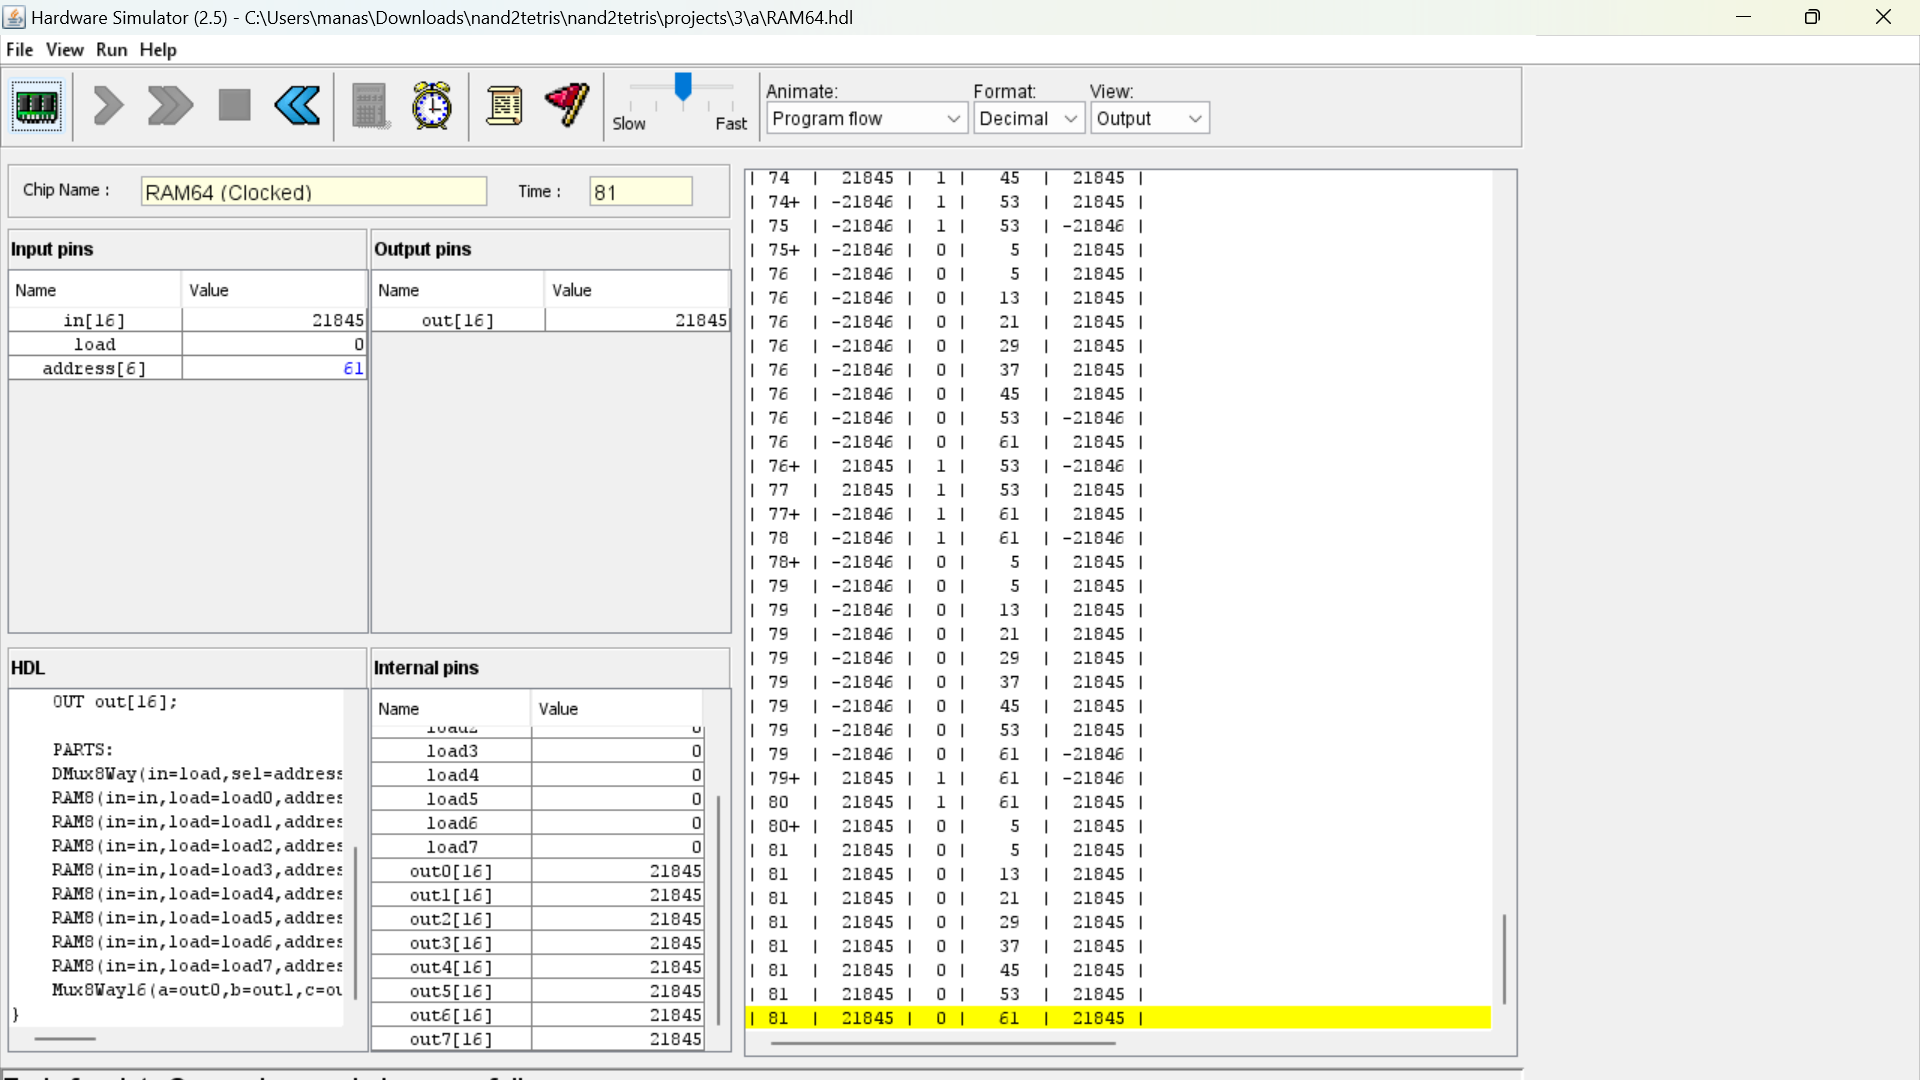 Hardware Simulator (2.5) - C:\Users\manas\Downloads\nand2tetris\nand2tetris\projects\3\a\RAM64.hdl
File View Run Help
Slow Fast
Animate:
Program flow
Format:
Decimal
View:
Output
Chip Name :
RAM64 (Clocked)
Time :
81
Input pins
Name Value
in[16] 21845
load 0
address[6] 61
Output pins
Name Value
out[16] 21845
HDL
OUT out[16];
PARTS:
DMux8Way(in=load,sel=address
RAM8(in=in,load=load0,addres
RAM8(in=in,load=load1,addres
RAM8(in=in,load=load2,addres
RAM8(in=in,load=load3,addres
RAM8(in=in,load=load4,addres
RAM8(in=in,load=load5,addres
RAM8(in=in,load=load6,addres
RAM8(in=in,load=load7,addres
Mux8Way16(a=out0,b=out1,c=ou
}
Internal pins
Name Value
load3 0
load4 0
load5 0
load6 0
load7 0
out0[16] 21845
out1[16] 21845
out2[16] 21845
out3[16] 21845
out4[16] 21845
out5[16] 21845
out6[16] 21845
out7[16] 21845
| 74 | 21845 | 1 | 45 | 21845 |
| 74+ | -21846 | 1 | 53 | 21845 |
| 75 | -21846 | 1 | 53 | -21846 |
| 75+ | -21846 | 0 | 5 | 21845 |
| 76 | -21846 | 0 | 5 | 21845 |
| 76 | -21846 | 0 | 13 | 21845 |
| 76 | -21846 | 0 | 21 | 21845 |
| 76 | -21846 | 0 | 29 | 21845 |
| 76 | -21846 | 0 | 37 | 21845 |
| 76 | -21846 | 0 | 45 | 21845 |
| 76 | -21846 | 0 | 53 | -21846 |
| 76 | -21846 | 0 | 61 | 21845 |
| 76+ | 21845 | 1 | 53 | -21846 |
| 77 | 21845 | 1 | 53 | 21845 |
| 77+ | -21846 | 1 | 61 | 21845 |
| 78 | -21846 | 1 | 61 | -21846 |
| 78+ | -21846 | 0 | 5 | 21845 |
| 79 | -21846 | 0 | 5 | 21845 |
| 79 | -21846 | 0 | 13 | 21845 |
| 79 | -21846 | 0 | 21 | 21845 |
| 79 | -21846 | 0 | 29 | 21845 |
| 79 | -21846 | 0 | 37 | 21845 |
| 79 | -21846 | 0 | 45 | 21845 |
| 79 | -21846 | 0 | 53 | 21845 |
| 79 | -21846 | 0 | 61 | -21846 |
| 79+ | 21845 | 1 | 61 | -21846 |
| 80 | 21845 | 1 | 61 | 21845 |
| 80+ | 21845 | 0 | 5 | 21845 |
| 81 | 21845 | 0 | 5 | 21845 |
| 81 | 21845 | 0 | 13 | 21845 |
| 81 | 21845 | 0 | 21 | 21845 |
| 81 | 21845 | 0 | 29 | 21845 |
| 81 | 21845 | 0 | 37 | 21845 |
| 81 | 21845 | 0 | 45 | 21845 |
| 81 | 21845 | 0 | 53 | 21845 |
| 81 | 21845 | 0 | 61 | 21845 |